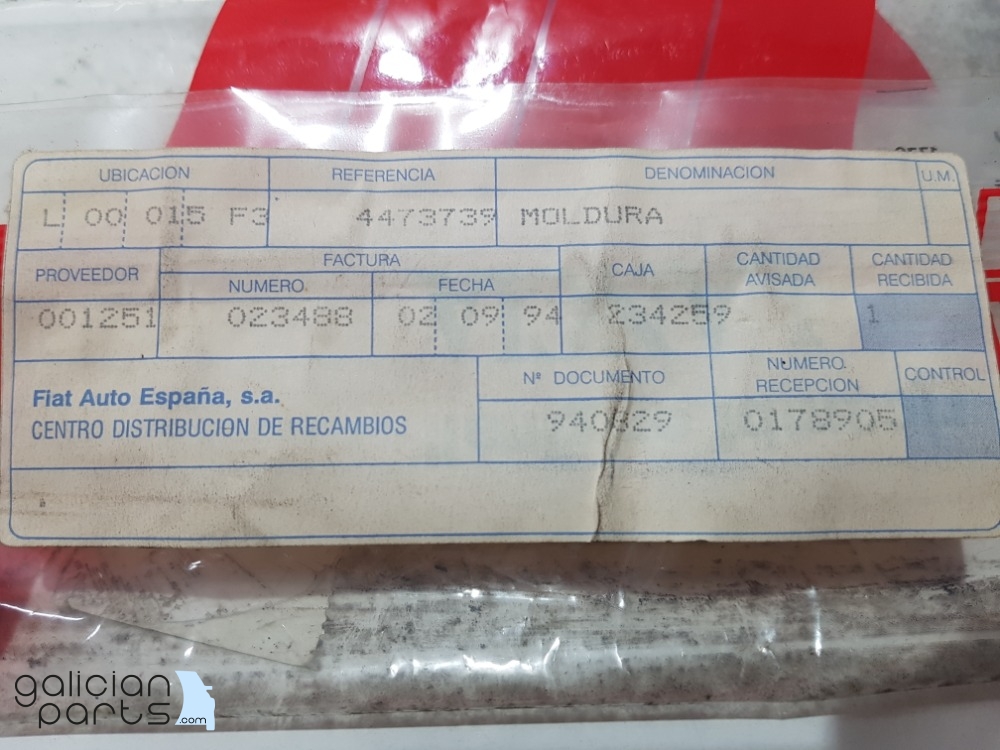 UBICACION REFERENCIA DENOMINACION U.M.
L 00 015 F3 4473739 MOLDURA
PROVEEDOR FACTURA CAJA CANTIDAD AVISADA CANTIDAD RECIBIDA
NUMERO FECHA
001251 023488 02 09 94 234259 1
Fiat Auto España, s.a. Nº DOCUMENTO NUMERO. RECEPCION CONTROL
CENTRO DISTRIBUCION DE RECAMBIOS 940829 0178905
galician
parts.com